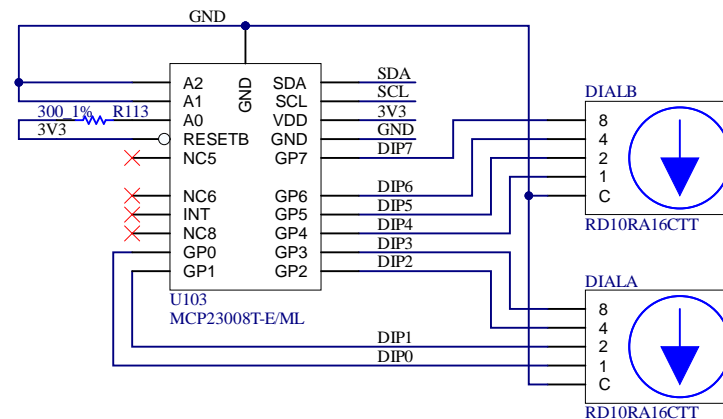 GND
A2
A1
A0
RESETB
NC5
NC6
INT
NC8
GP0
GP1
GND
SDA
SCL
VDD
GND
GP7
GP6
GP5
GP4
GP3
GP2
300_1% R113
3V3
SDA
SCL
3V3
GND
DIP7
DIP6
DIP5
DIP4
DIP3
DIP2
DIP1
DIP0
U103
MCP23008T-E/ML
DIALB
8
4
2
1
C
RD10RA16CTT
DIALA
8
4
2
1
C
RD10RA16CTT